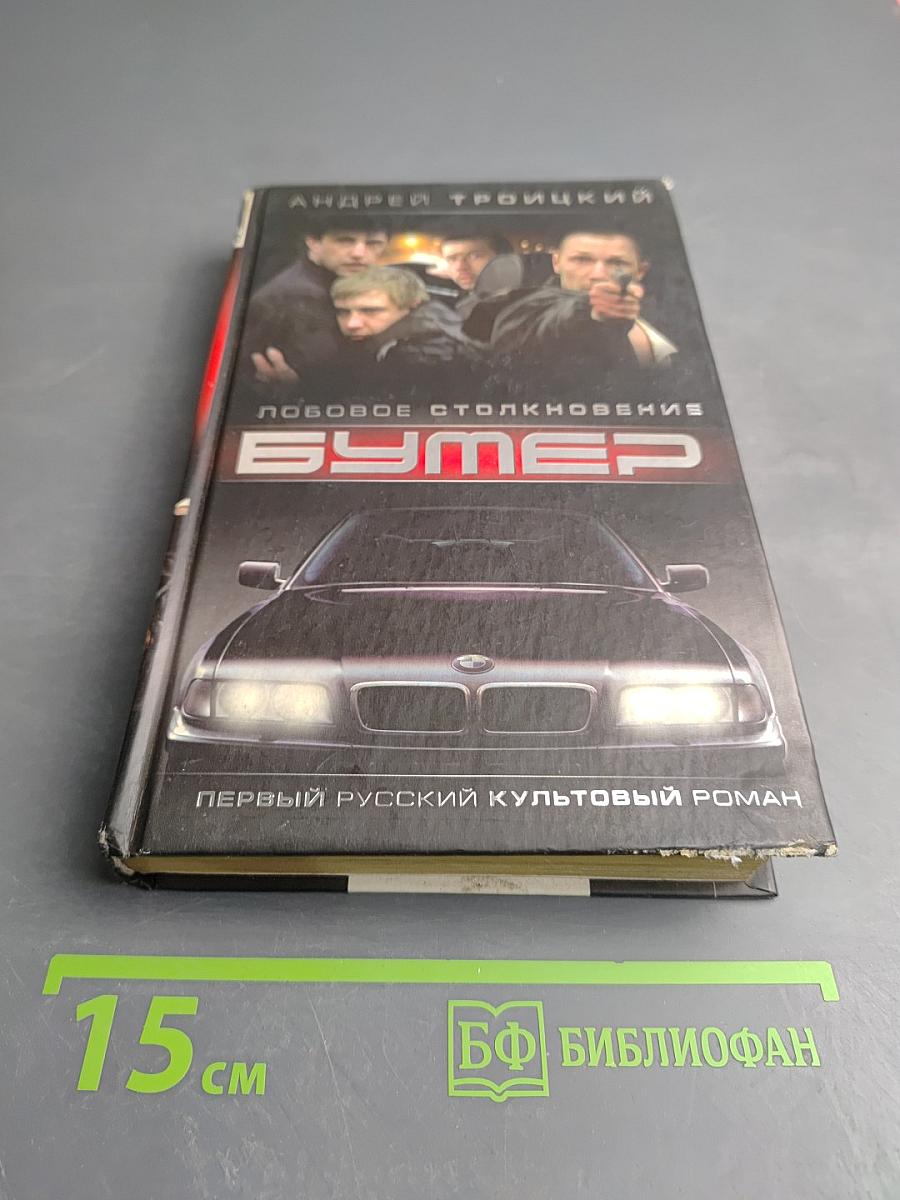 АНДРЕЙ ТРОИЦКИЙ
ЛОБОВОЕ СТОЛКНОВЕНИЕ
БУМЕР
ПЕРВЫЙ РУССКИЙ КУЛЬТОВЫЙ РОМАН
15 см
БФ БИБЛИОФАН